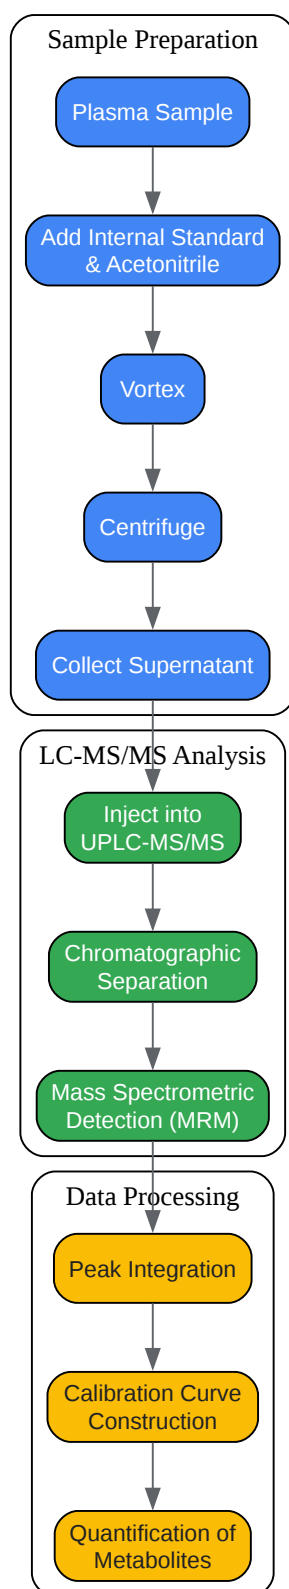 Sample Preparation
Plasma Sample
Add Internal Standard
& Acetonitrile
Vortex
Centrifuge
Collect Supernatant
LC-MS/MS Analysis
Inject into
UPLC-MS/MS
Chromatographic
Separation
Mass Spectrometric
Detection (MRM)
Data Processing
Peak Integration
Calibration Curve
Construction
Quantification of
Metabolites